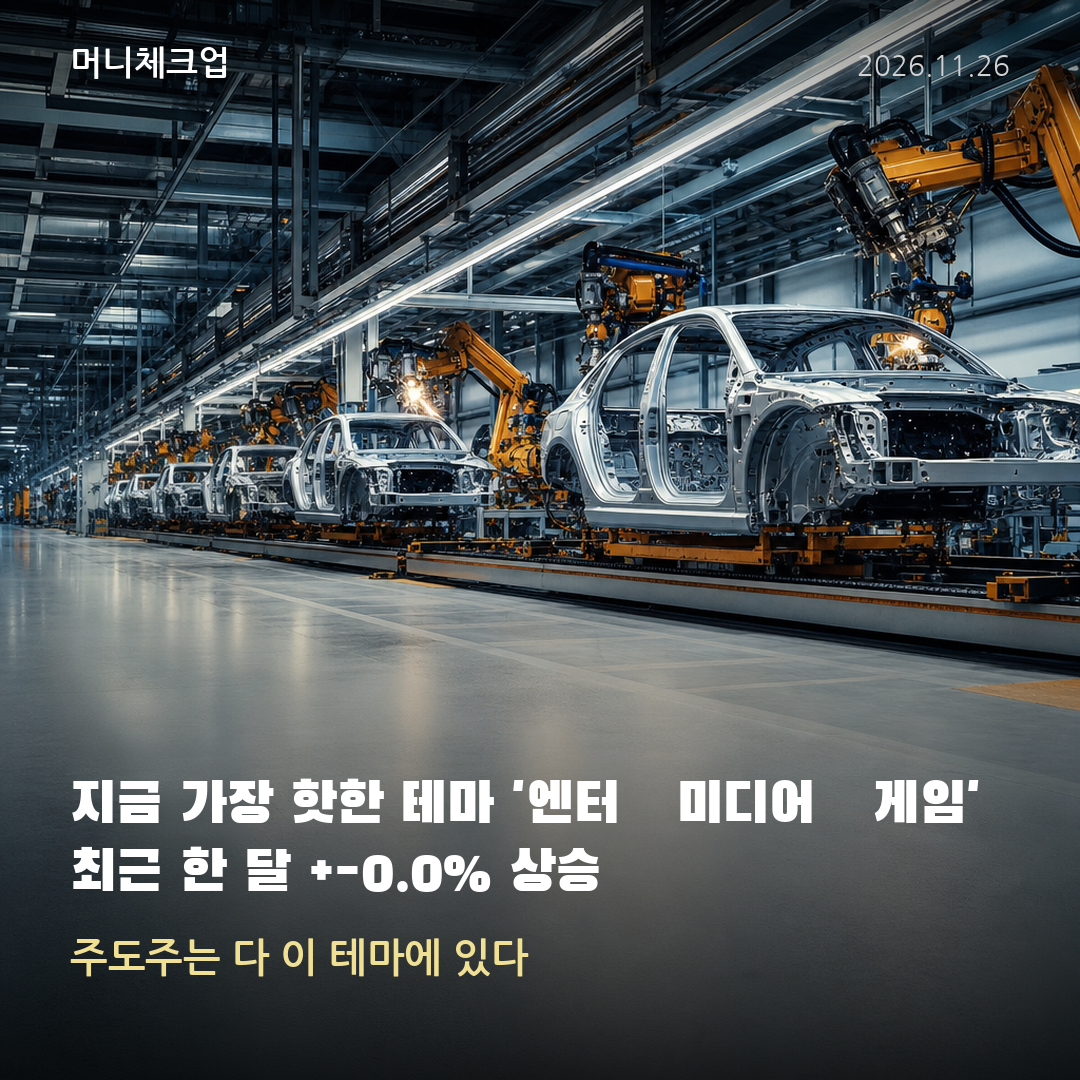 머니체크업
2026.11.26
지금 가장 핫한 테마 '엔터 미디어 게임'
최근 한 달 +-0.0% 상승
주도주는 다 이 테마에 있다